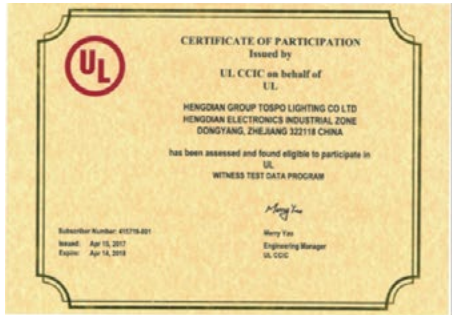 UL
CERTIFICATE OF PARTICIPATION
Issued by
UL CCIC on behalf of
UL
HENGDIAN GROUP TOSPO LIGHTING CO LTD
HENGDIAN ELECTRONICS INDUSTRIAL ZONE
DONGYANG, ZHEJIANG 322118 CHINA
has been assessed and found eligible to participate in
UL
WITNESS TEST DATA PROGRAM
Subscriber Number: 415719-001
Issued: Apr 15, 2017
Expire: Apr 14, 2018
Merry Yao
Engineering Manager
UL CCIC